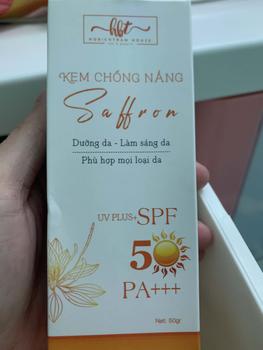 hbt
KEM CHỐNG NẮNG
Saffron
Dưỡng da - Làm sáng da
Phù hợp mọi loại da
UV PLUS+ SPF
50
PA+++
Net: 50gr